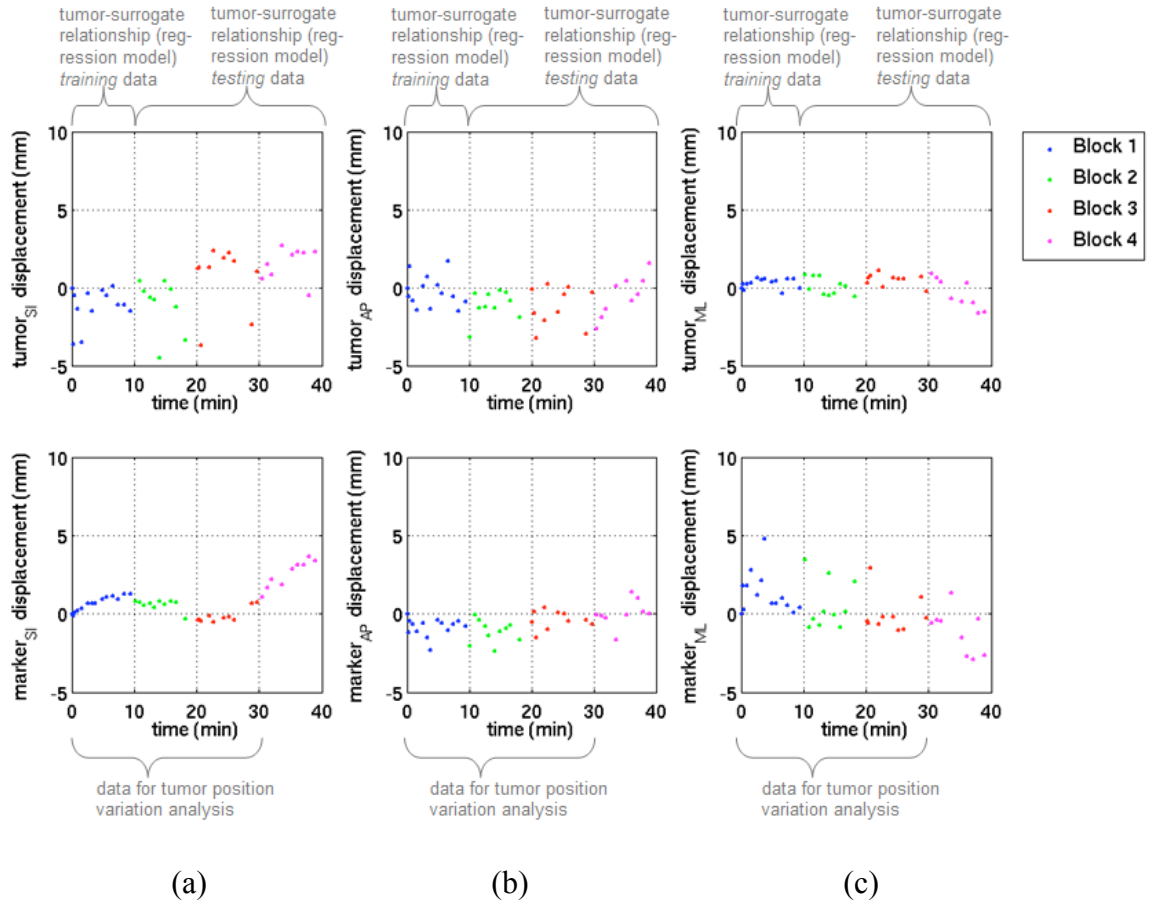 tumor-surrogate
relationship (reg-
ression model)
training data
tumor-surrogate
relationship (reg-
ression model)
testing data
tumor-surrogate
relationship (reg-
ression model)
training data
tumor-surrogate
relationship (reg-
ression model)
testing data
tumor-surrogate
relationship (reg-
ression model)
training data
tumor-surrogate
relationship (reg-
ression model)
testing data
tumorSI displacement (mm)
10
5
0
-5
0 10 20 30 40
time (min)
tumorAP displacement (mm)
10
5
0
-5
0 10 20 30 40
time (min)
tumorML displacement (mm)
10
5
0
-5
0 10 20 30 40
time (min)
Block 1
Block 2
Block 3
Block 4
markerSI displacement (mm)
10
5
0
-5
0 10 20 30 40
time (min)
markerAP displacement (mm)
10
5
0
-5
0 10 20 30 40
time (min)
markerML displacement (mm)
10
5
0
-5
0 10 20 30 40
time (min)
data for tumor position
variation analysis
data for tumor position
variation analysis
data for tumor position
variation analysis
(a)
(b)
(c)